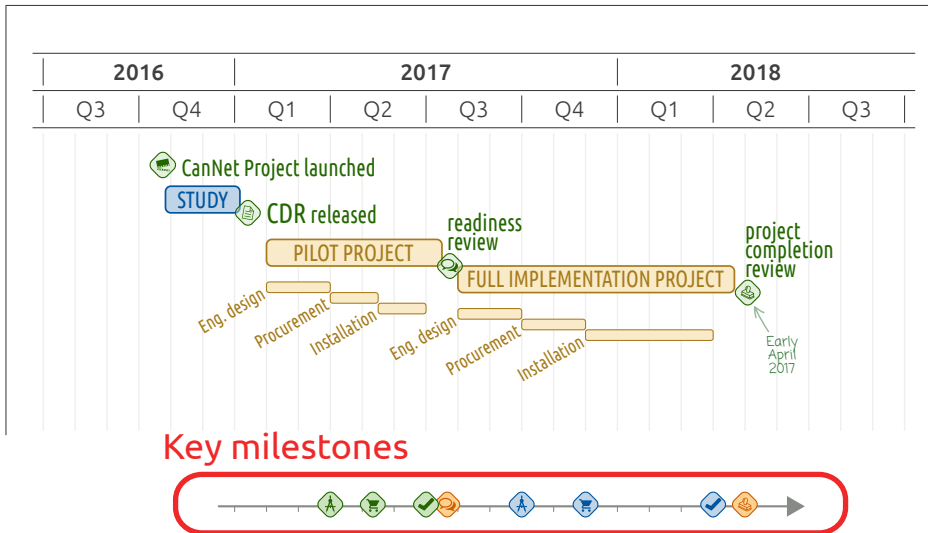 2016 2017 2018
Q3 Q4 Q1 Q2 Q3 Q4 Q1 Q2 Q3
CanNet Project launched
STUDY
CDR released
readiness
review
PILOT PROJECT
project
completion
review
FULL IMPLEMENTATION PROJECT
Eng. design
Procurement
Installation
Eng. design
Procurement
Installation
Early
April
2017
Key milestones